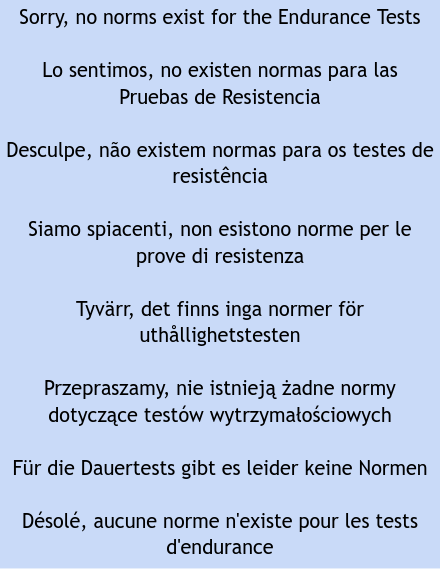 Sorry, no norms exist for the Endurance Tests
Lo sentimos, no existen normas para las
Pruebas de Resistencia
Desculpe, não existem normas para os testes de
resistência
Siamo spiacenti, non esistono norme per le
prove di resistenza
Tyvärr, det finns inga normer för
uthållighetstesten
Przepraszamy, nie istnieją żadne normy
dotyczące testów wytrzymałościowych
Für die Dauertests gibt es leider keine Normen
Désolé, aucune norme n'existe pour les tests
d'endurance